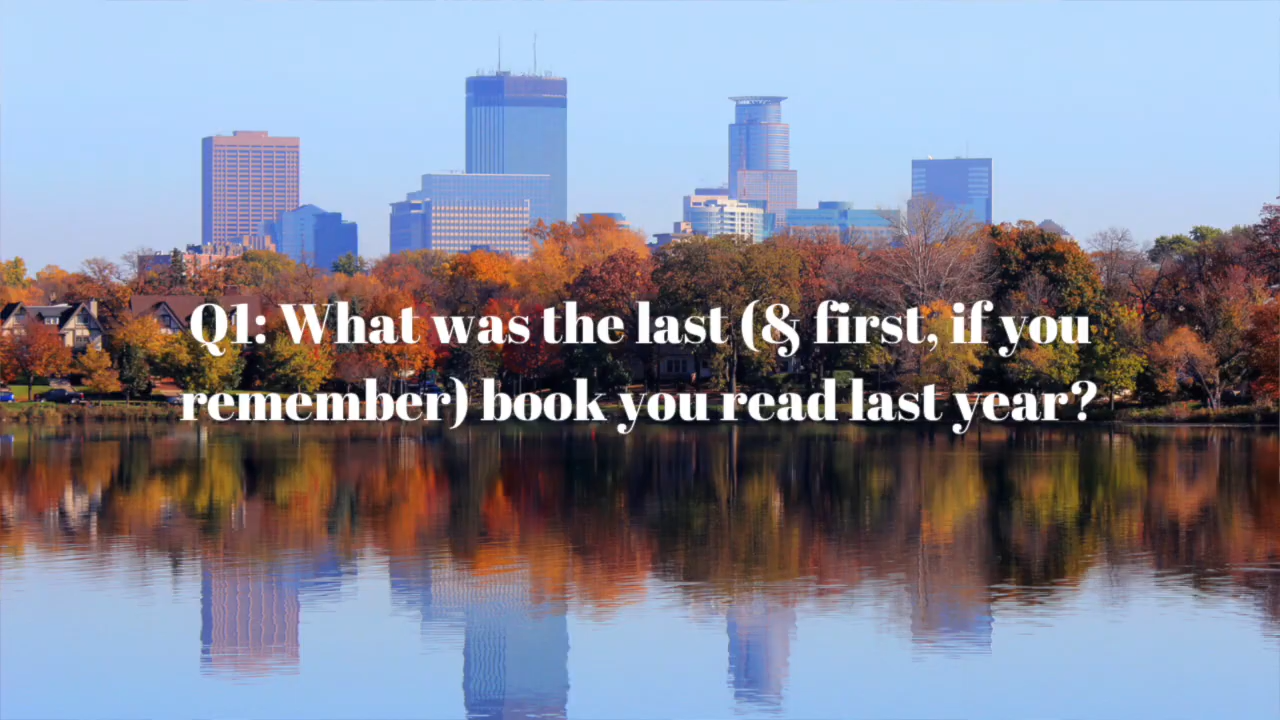 Q1: What was the last (& first, if you
remember) book you read last year?